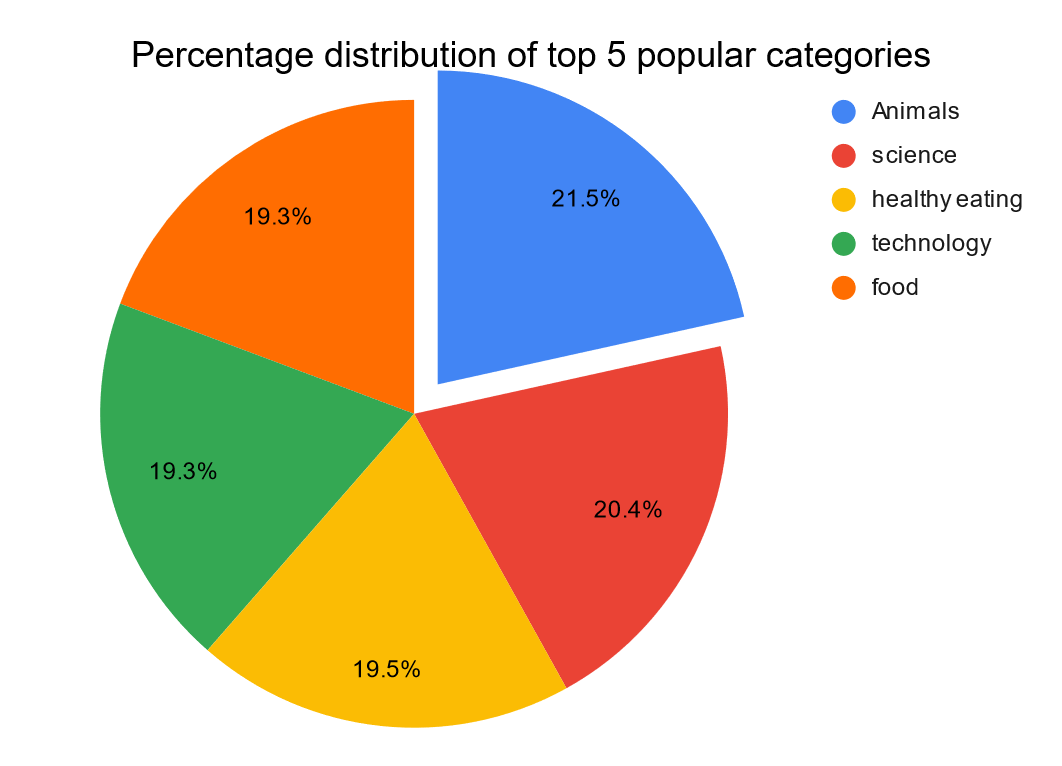 Percentage distribution of top 5 popular categories
Animals
science
healthy eating
technology
food
21.5%
19.3%
19.3%
20.4%
19.5%